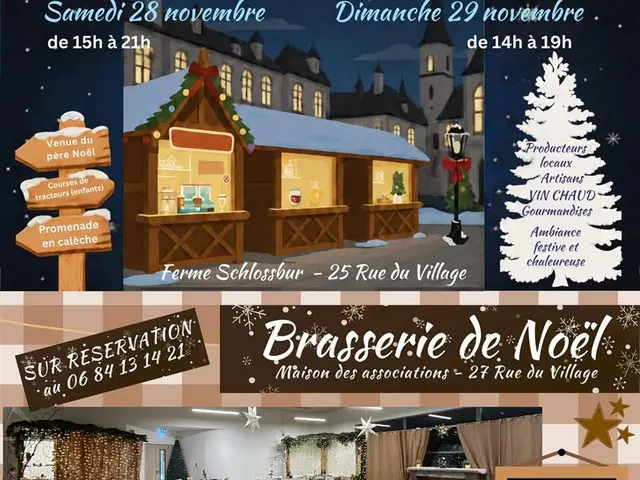 Samedi 28 novembre
de 15h à 21h
Dimanche 29 novembre
de 14h à 19h
Venue du
père Noël
Courses de
tracteurs (enfants)
Promenade
en calèche
Producteurs
locaux
Artisans
VIN CHAUD
Gourmandises
Ambiance
festive et
chaleureuse
Ferme Schlossbur – 25 Rue du Village
SUR RÉSERVATION
au 06 84 13 14 21
Brasserie de Noël
Maison des associations – 27 Rue du Village